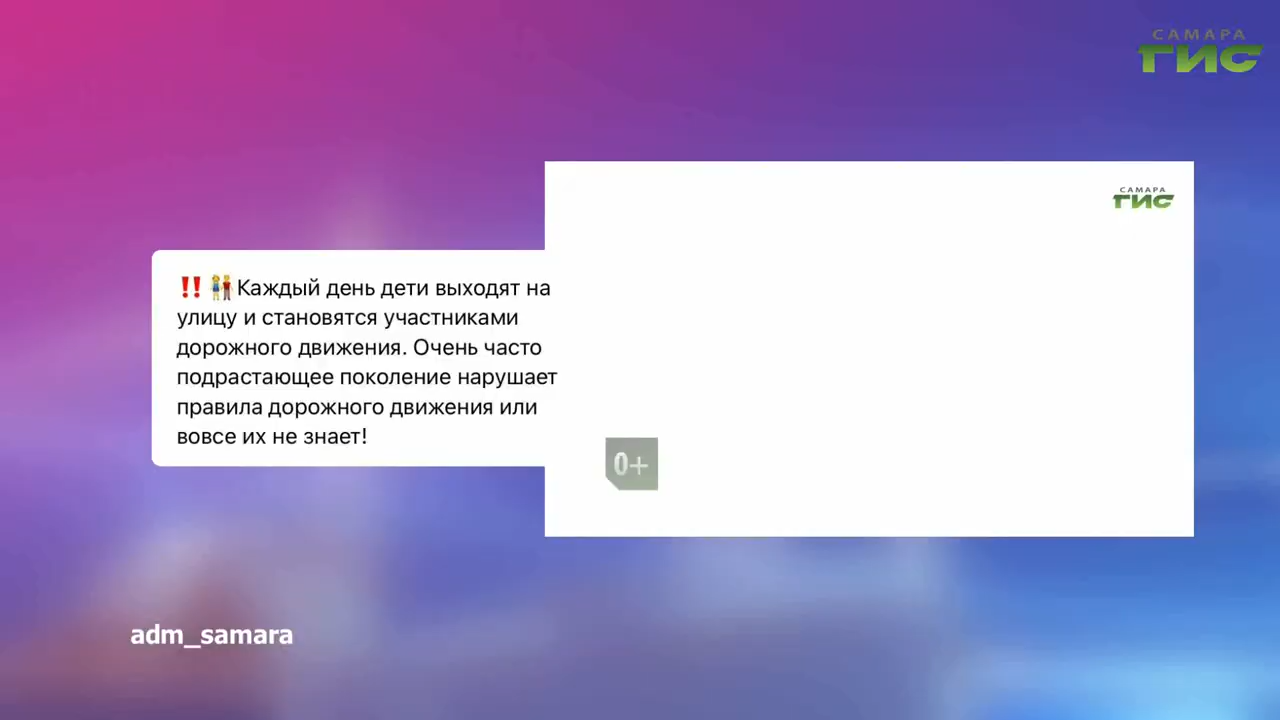 САМАРА
ГИС
САМАРА
ГИС
‼️👫Каждый день дети выходят на
улицу и становятся участниками
дорожного движения. Очень часто
подрастающее поколение нарушает
правила дорожного движения или
вовсе их не знает!
0+
adm_samara